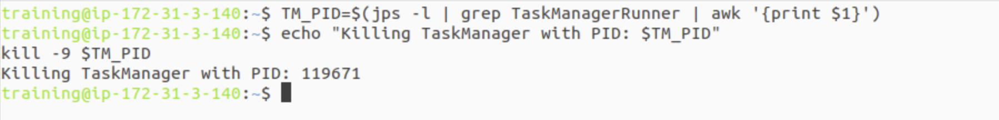 training@ip-172-31-3-140:~$ TM_PID=$(jps -l | grep TaskManagerRunner | awk '{print $1}')
training@ip-172-31-3-140:~$ echo "Killing TaskManager with PID: $TM_PID"
kill -9 $TM_PID
Killing TaskManager with PID: 119671
training@ip-172-31-3-140:~$